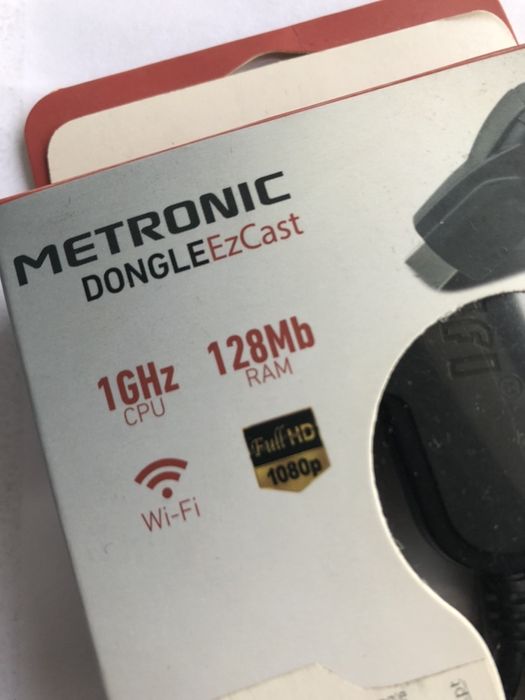 METRONIC
DONGLEEzCast
1GHz
CPU
128Mb
RAM
Wi-Fi
Full HD
1080p